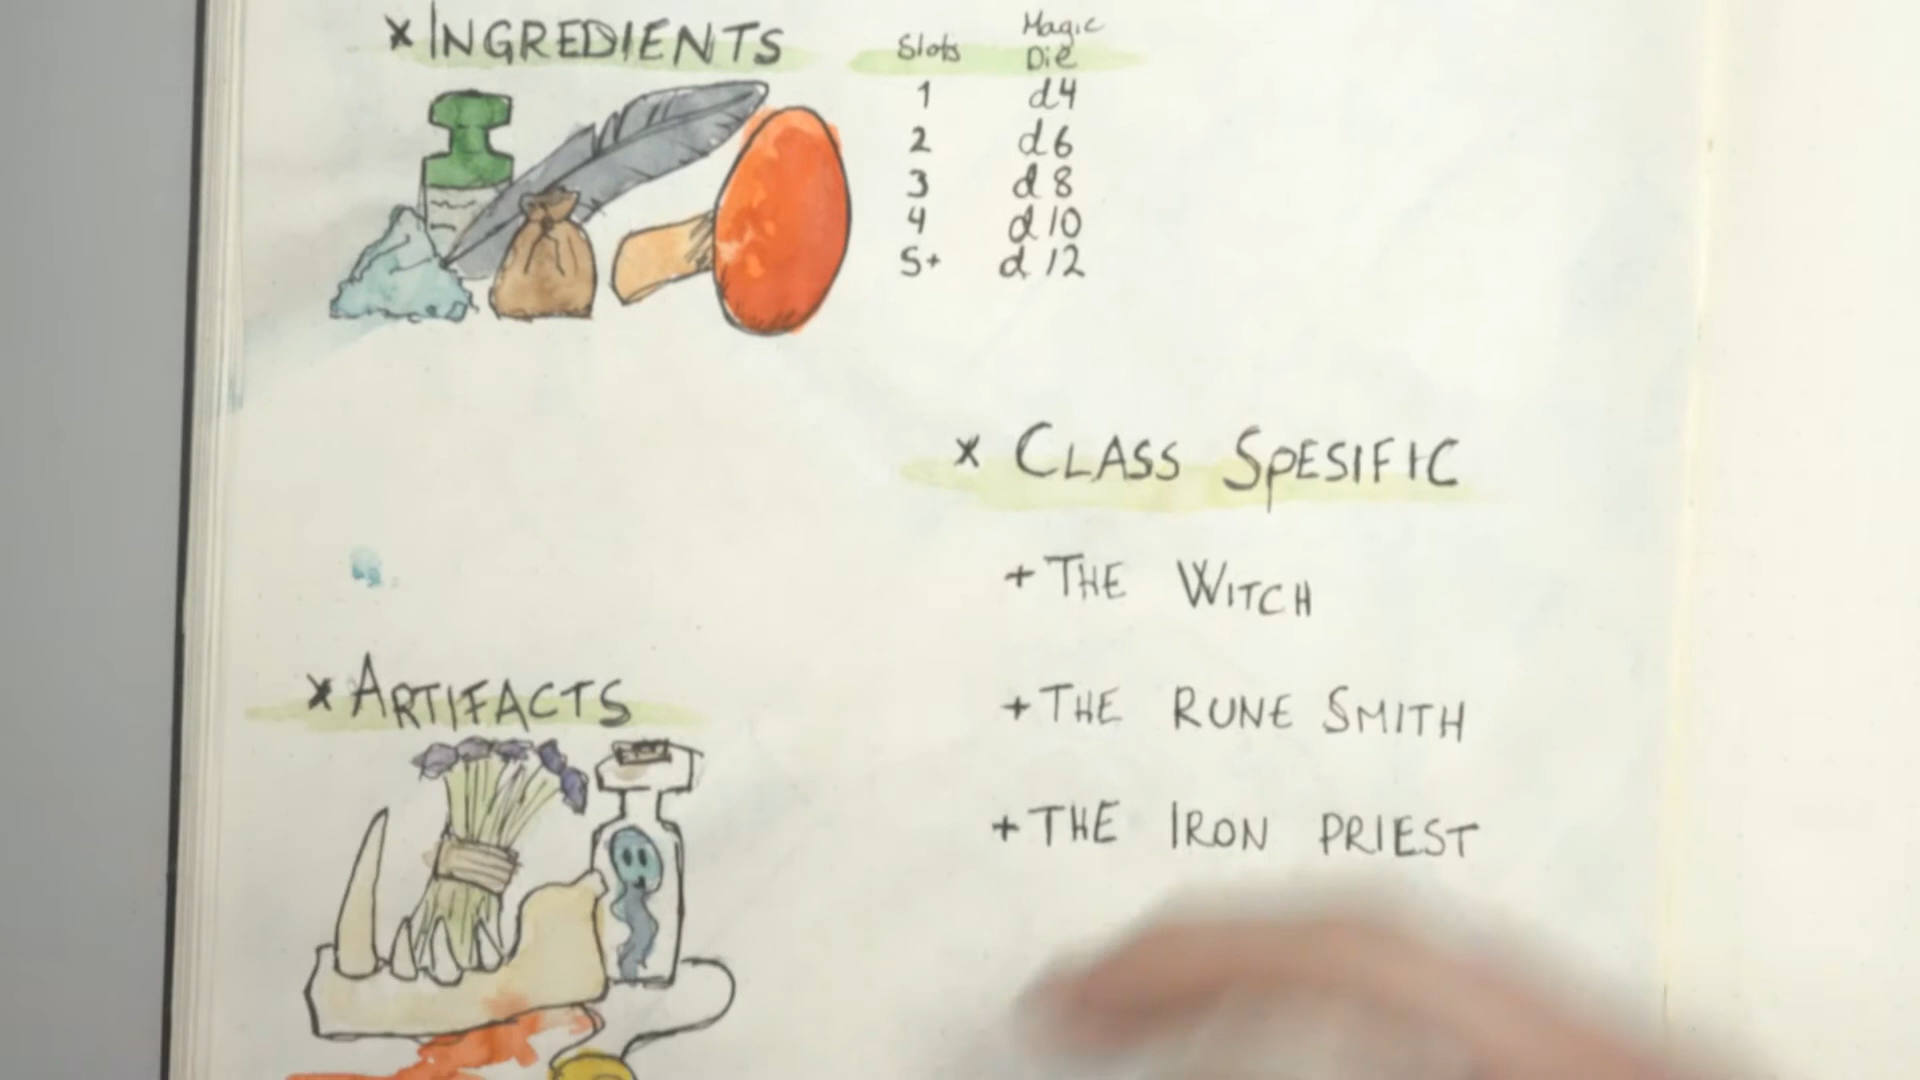 × INGREDIENTS
Slots Magic Die
1 d4
2 d6
3 d8
4 d10
5+ d12
× CLASS SPESIFIC
+ THE WITCH
+ THE RUNE SMITH
+ THE IRON PRIEST
× ARTIFACTS